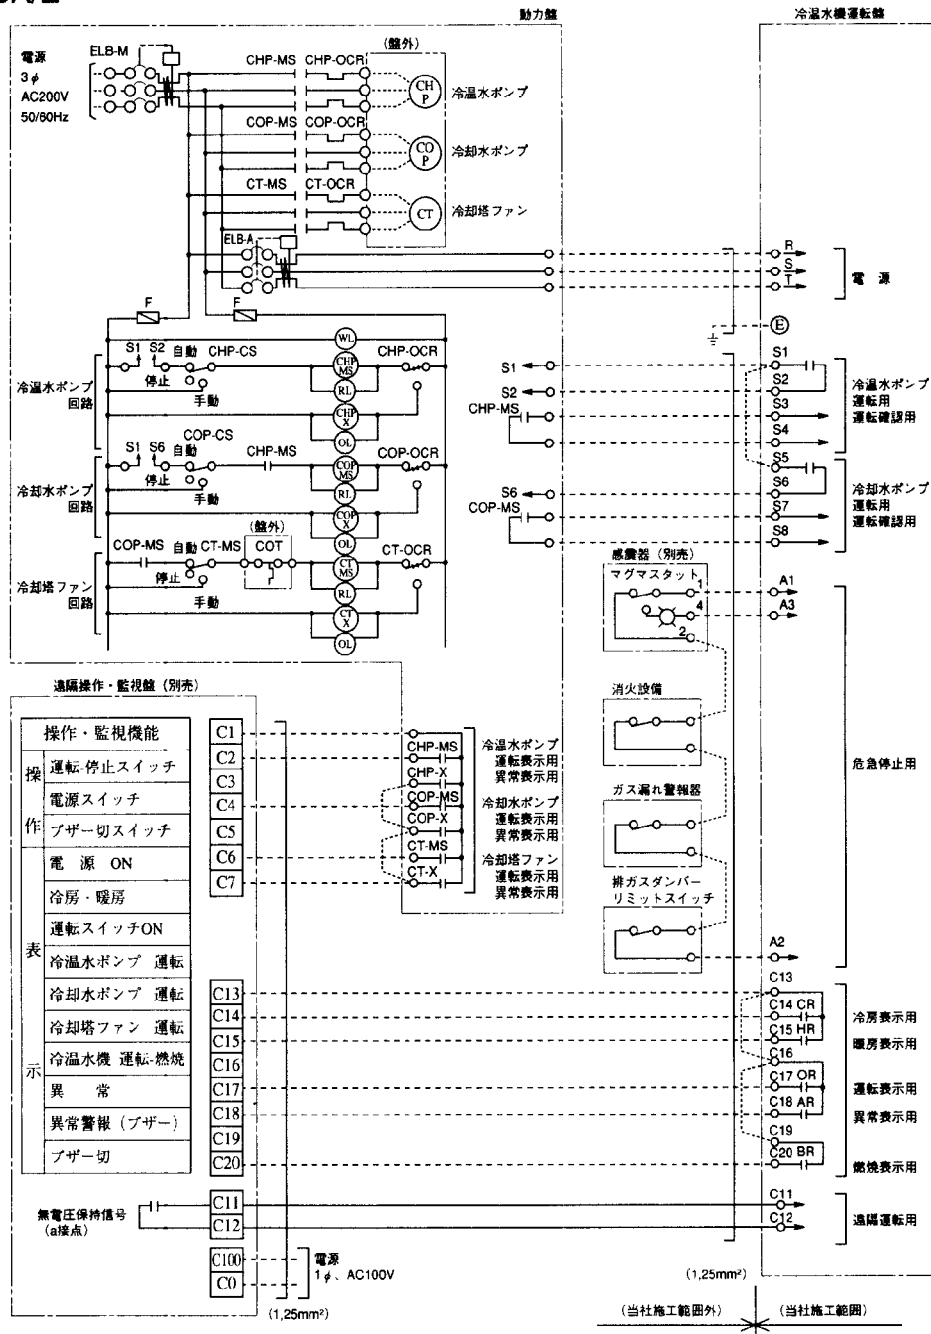 動力盤
冷温水機運転盤
電源
3φ
AC200V
50/60Hz
ELB-M
(盤外)
CHP-MS CHP-OCR
CH
P
冷温水ポンプ
COP-MS COP-OCR
CO
P
冷却水ポンプ
CT-MS CT-OCR
CT
冷却塔ファン
ELB-A
R
S
T
電 源
F
F
E
WL
冷温水ポンプ
回路
S1 S2 自動 CHP-CS
停止
手動
CHP
MS
RL
CHP
X
OL
CHP-OCR
S1
S2
CHP-MS
S1
S2
S3
S4
冷温水ポンプ
運転用
運転確認用
冷却水ポンプ
回路
COP-CS
S1 S6 自動
停止
手動
CHP-MS
COP
MS
RL
COP
X
OL
COP-OCR
S6
COP-MS
S5
S6
S7
S8
冷却水ポンプ
運転用
運転確認用
冷却塔ファン
回路
COP-MS 自動 CT-MS
停止
手動
(盤外)
COT
CT
MS
RL
CT
X
OL
CT-OCR
感震器(別売)
マグマスタット
1
4
2
A1
A3
消火設備
ガス漏れ警報器
排ガスダンパー
リミットスイッチ
A2
危急停止用
遠隔操作・監視盤(別売)
操作・監視機能
操作
運転-停止スイッチ
電源スイッチ
ブザー切スイッチ
表示
電 源 ON
冷房・暖房
運転スイッチON
冷温水ポンプ 運転
冷却水ポンプ 運転
冷却塔ファン 運転
冷温水機 運転-燃焼
異 常
異常警報(ブザー)
ブザー切
C1
C2
C3
C4
C5
C6
C7
CHP-MS
CHP-X
COP-MS
COP-X
CT-MS
CT-X
冷温水ポンプ
運転表示用
異常表示用
冷却水ポンプ
運転表示用
異常表示用
冷却塔ファン
運転表示用
異常表示用
C13
C14
C15
C16
C17
C18
C19
C20
C13
C14 CR
C15 HR
C16
C17 OR
C18 AR
C19
C20 BR
冷房表示用
暖房表示用
運転表示用
異常表示用
燃焼表示用
無電圧保持信号
(a接点)
C11
C12
C11
C12
遠隔運転用
C100
C0
電源
1φ、AC100V
(1,25mm²)
(1,25mm²)
(当社施工範囲外)
(当社施工範囲)